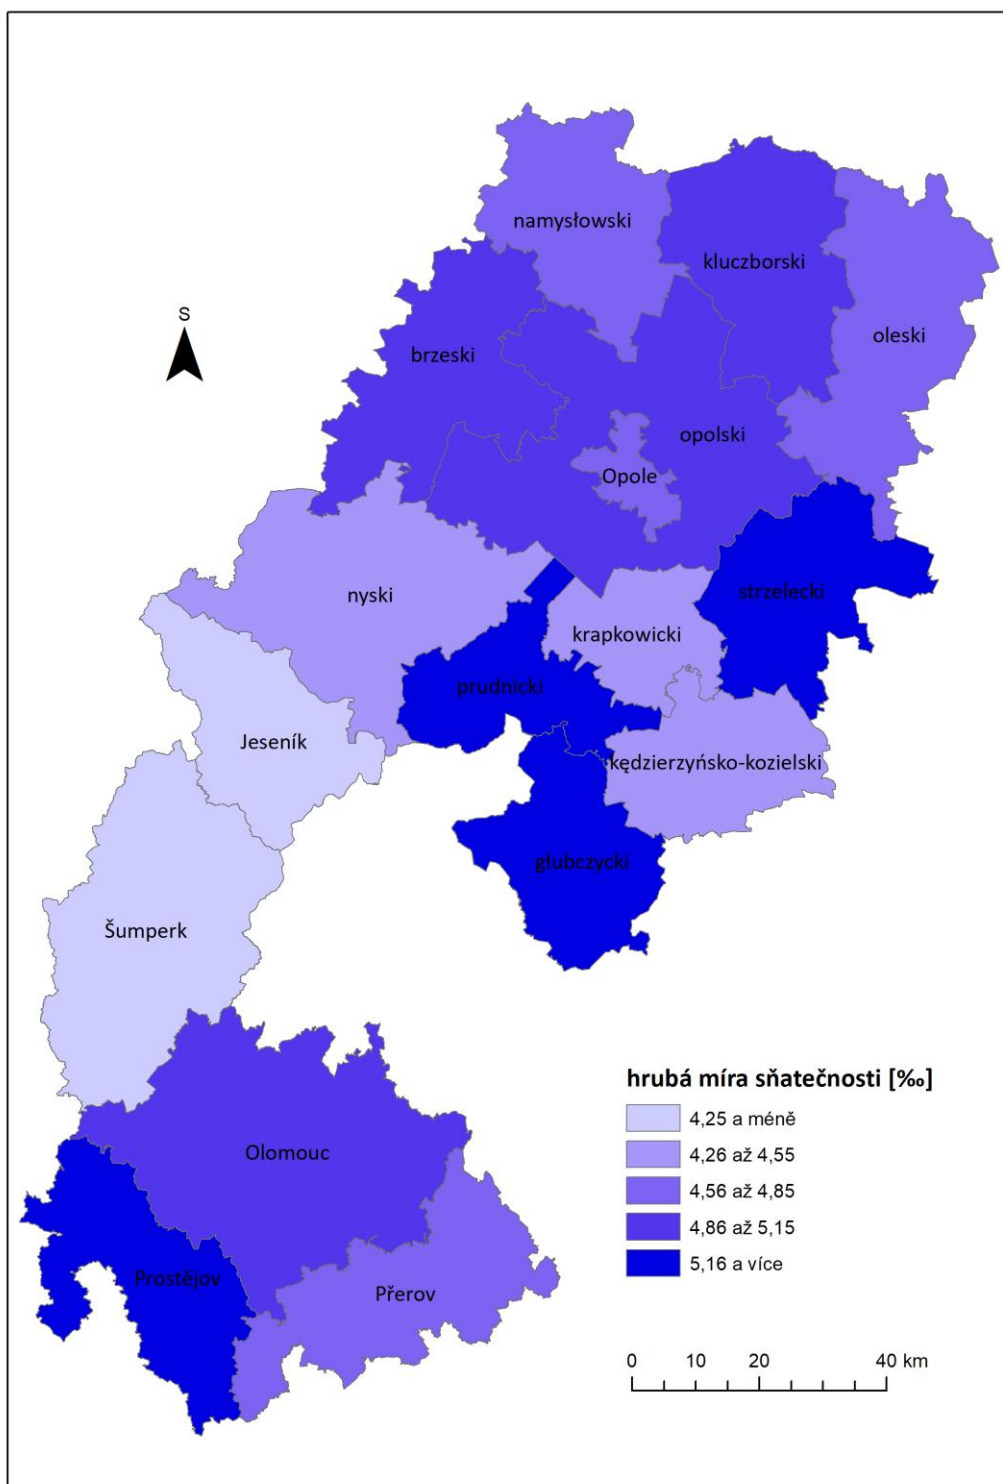 namysłowski
kluczborski
S
oleski
brzeski
opolski
Opole
strzelecki
nyski
krapkowicki
prudnicki
Jeseník
kędzierzyńsko-kozielski
głubczycki
Šumperk
hrubá míra sňatečnosti [‰]
4,25 a méně
4,26 až 4,55
4,56 až 4,85
4,86 až 5,15
5,16 a více
Olomouc
Prostějov
Přerov
0 10 20 40 km